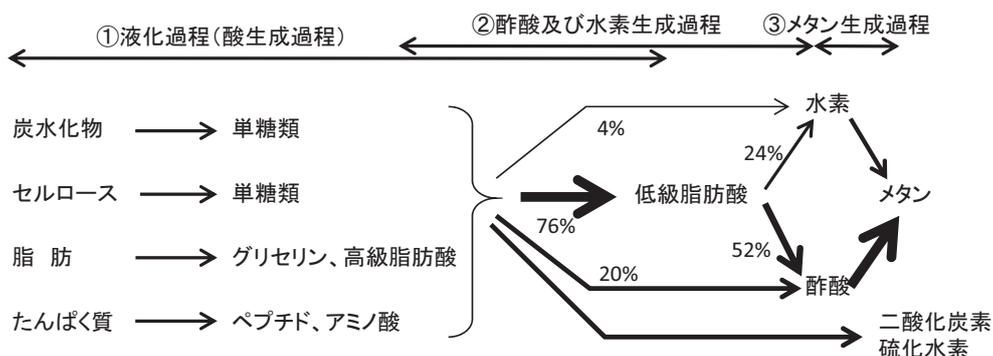 ①液化過程(酸生成過程)
②酢酸及び水素生成過程
③メタン生成過程
炭水化物
単糖類
セルロース
単糖類
脂　肪
グリセリン、高級脂肪酸
たんぱく質
ペプチド、アミノ酸
4%
水素
24%
76%
低級脂肪酸
メタン
52%
20%
酢酸
二酸化炭素
硫化水素